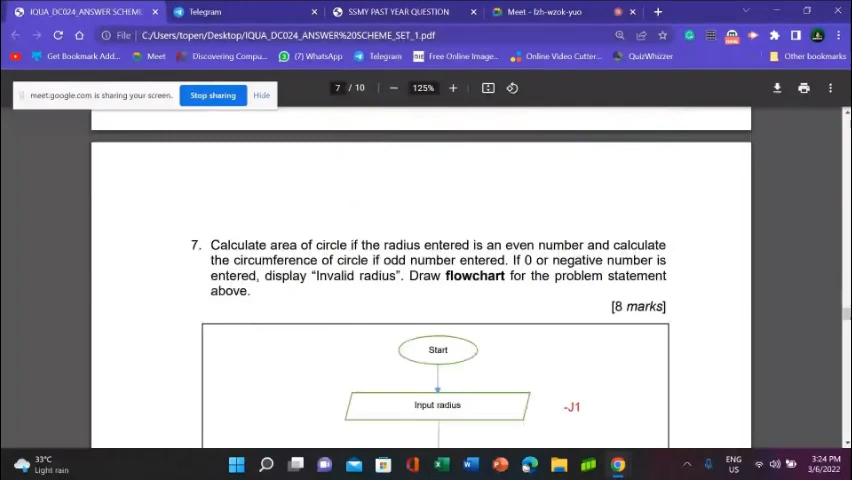 IQUA_DC024_ANSWER SCHEME
Telegram
SSMY PAST YEAR QUESTION
Meet - fzh-wzok-yuo
File
C:/Users/topen/Desktop/IQUA_DC024_ANSWER%20SCHEME_SET_1.pdf
Get Bookmark Add...
Meet
Discovering Compu...
(7) WhatsApp
Telegram
Free Online Image...
Online Video Cutter...
QuizWhizzer
Other bookmarks
meet.google.com is sharing your screen.
Stop sharing
Hide
7 / 10
125%
7. Calculate area of circle if the radius entered is an even number and calculate
the circumference of circle if odd number entered. If 0 or negative number is
entered, display “Invalid radius”. Draw flowchart for the problem statement
above.
[8 marks]
Start
Input radius
-J1
33°C
Light rain
ENG
US
3:24 PM
3/6/2022